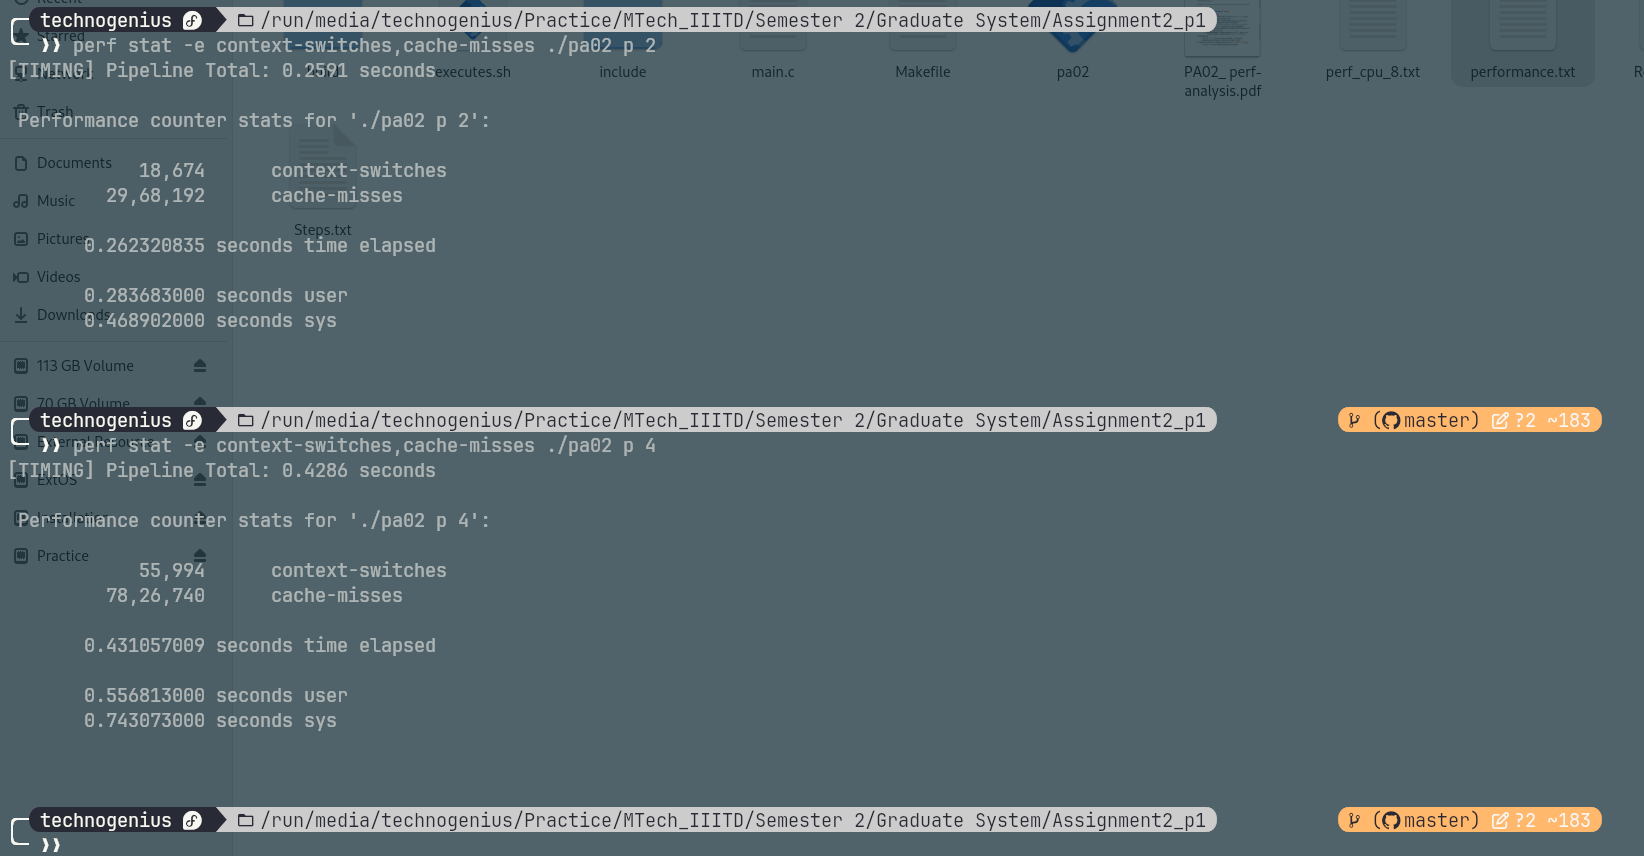 Recent
technogenius /run/media/technogenius/Practice/MTech_IIITD/Semester 2/Graduate System/Assignment2_p1
Starred
❯❯ perf stat -e context-switches,cache-misses ./pa02 p 2
[TIMING] Pipeline Total: 0.2591 seconds
executes.sh include main.c Makefile pa02 PA02_ perf-analysis.pdf perf_cpu_8.txt performance.txt
Trash
Performance counter stats for './pa02 p 2':
Documents
18,674 context-switches
Music
29,68,192 cache-misses
Steps.txt
Pictures
0.262320835 seconds time elapsed
Videos
0.283683000 seconds user
Downloads
0.468902000 seconds sys
113 GB Volume
70 GB Volume
technogenius /run/media/technogenius/Practice/MTech_IIITD/Semester 2/Graduate System/Assignment2_p1 (master) ?2 ~183
❯❯ perf stat -e context-switches,cache-misses ./pa02 p 4
[TIMING] Pipeline Total: 0.4286 seconds
ExtOS
Performance counter stats for './pa02 p 4':
Practice
55,994 context-switches
78,26,740 cache-misses
0.431057009 seconds time elapsed
0.556813000 seconds user
0.743073000 seconds sys
technogenius /run/media/technogenius/Practice/MTech_IIITD/Semester 2/Graduate System/Assignment2_p1 (master) ?2 ~183
❯❯